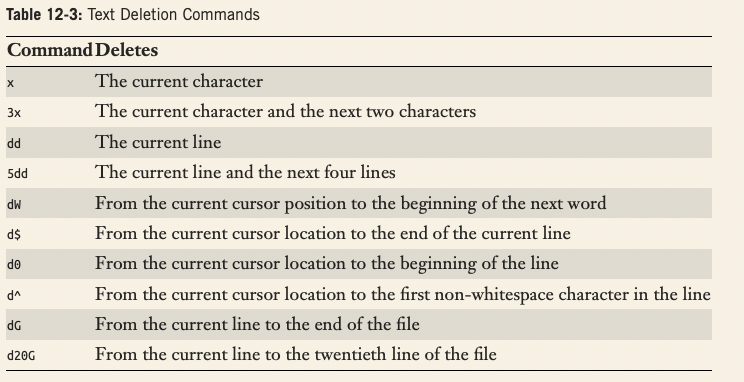 Table 12-3: Text Deletion Commands
Command Deletes
x The current character
3x The current character and the next two characters
dd The current line
5dd The current line and the next four lines
dW From the current cursor position to the beginning of the next word
d$ From the current cursor location to the end of the current line
d0 From the current cursor location to the beginning of the line
d^ From the current cursor location to the first non-whitespace character in the line
dG From the current line to the end of the file
d20G From the current line to the twentieth line of the file